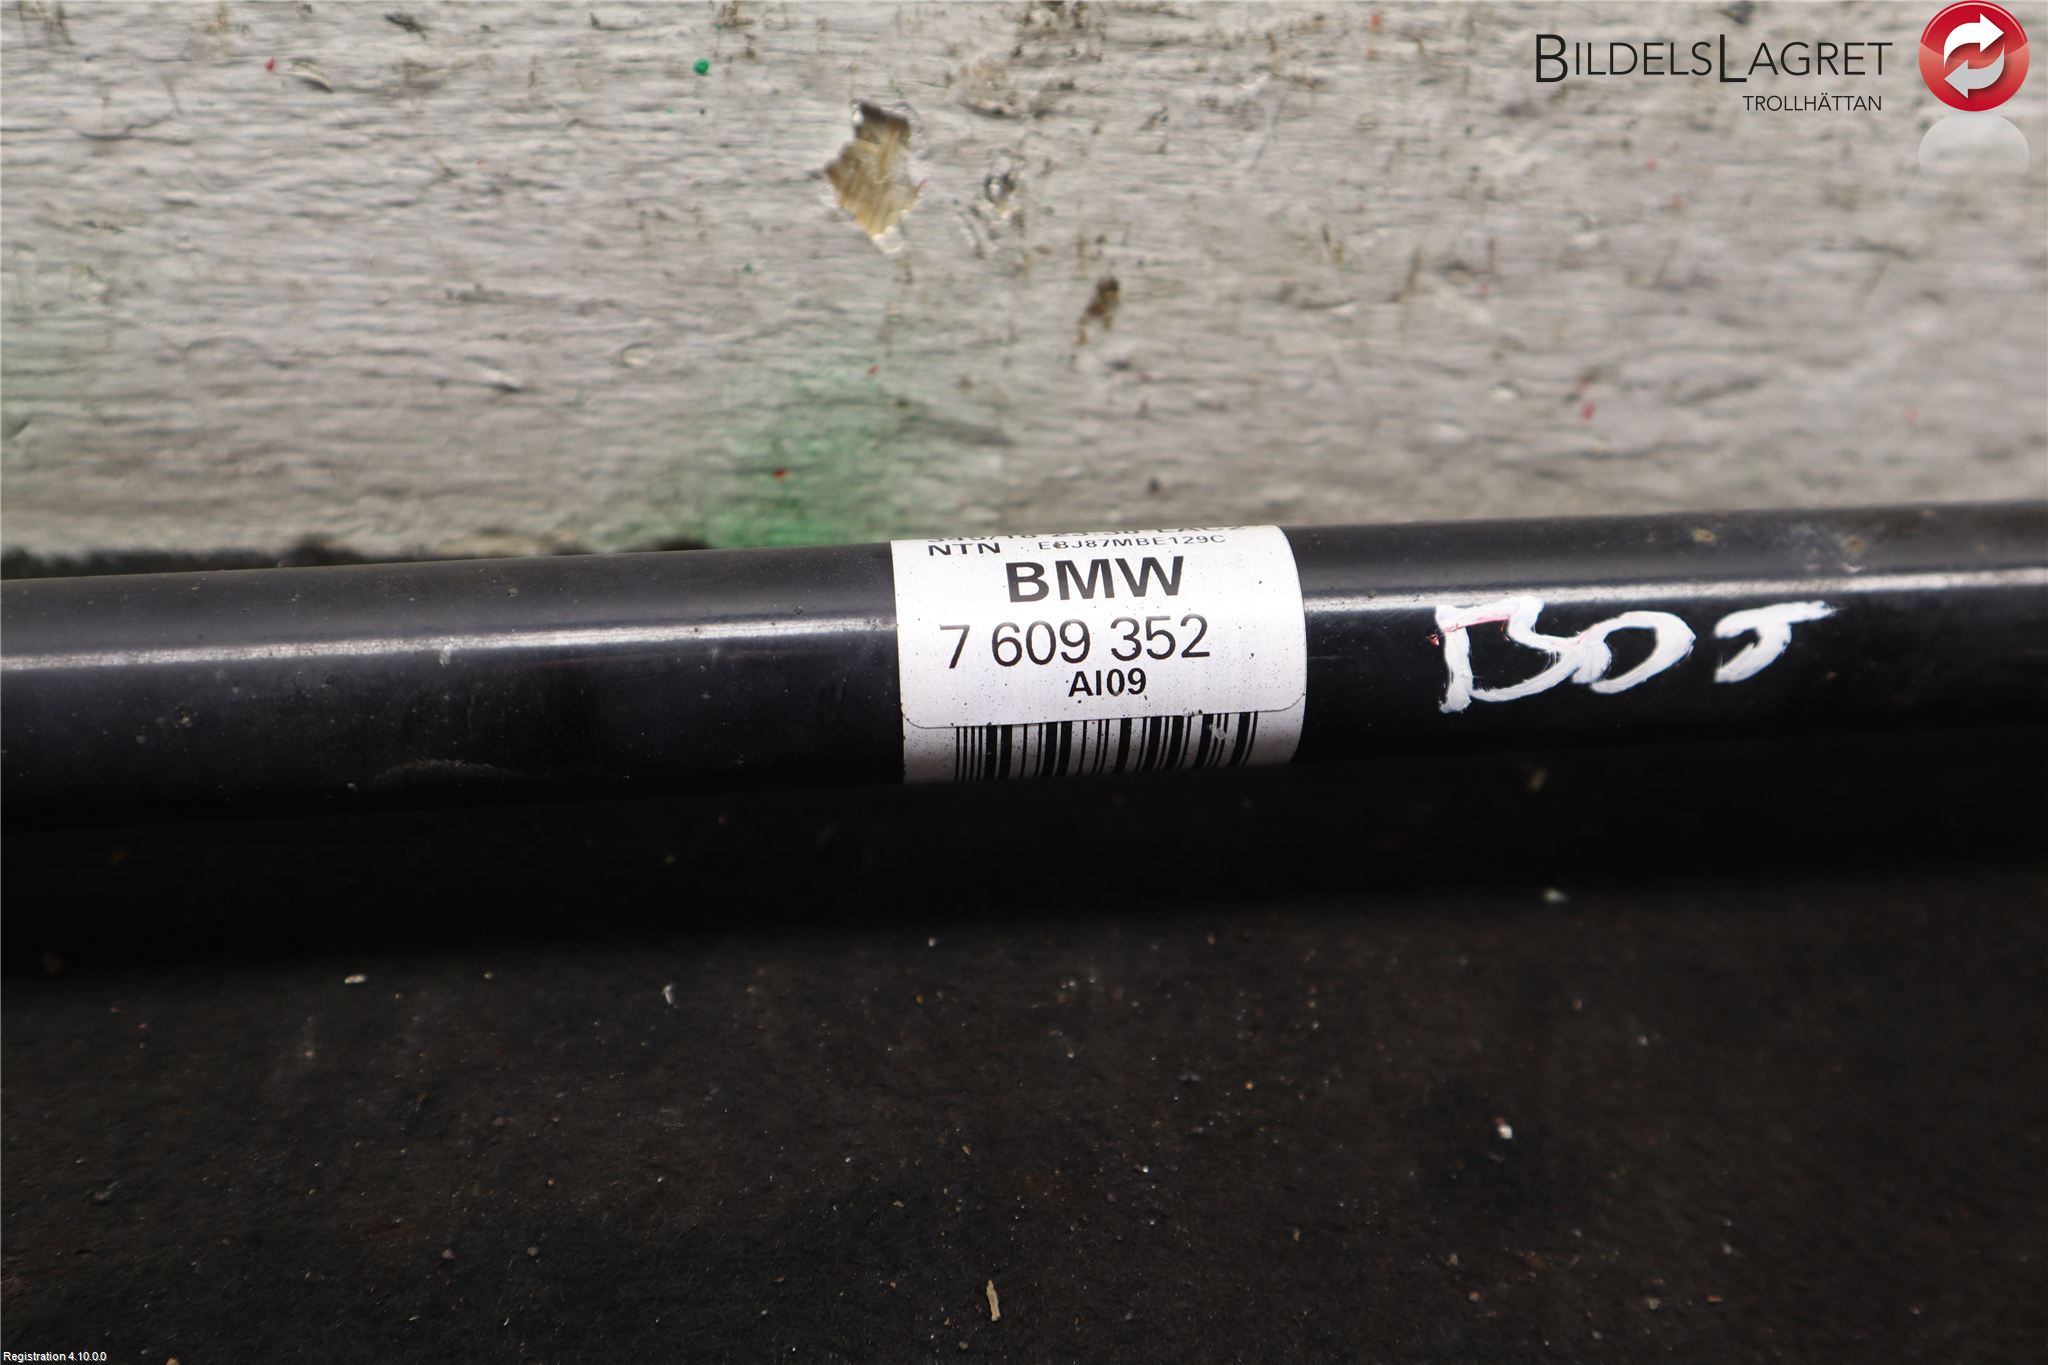 BILDELSLAGRET
TROLLHÄTTAN
NTN EBJ87MBE129C
BMW
7 609 352
AI09
Registration 4.10.0.0